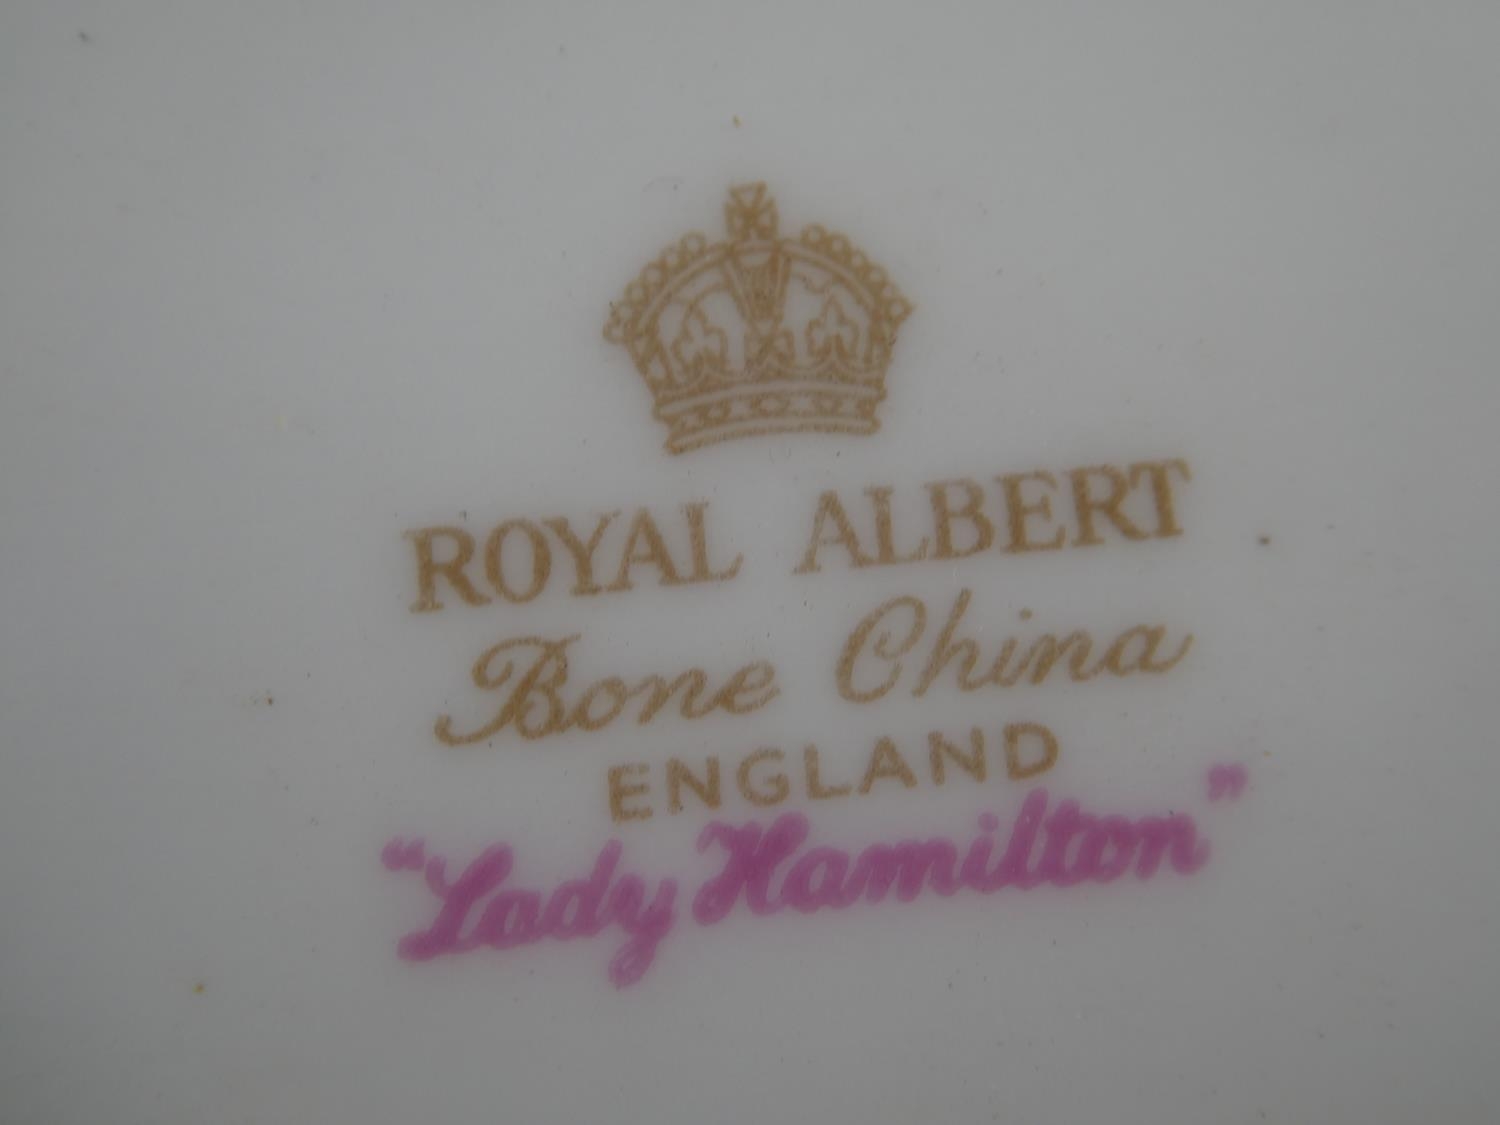 ROYAL ALBERT
Bone China
ENGLAND
"Lady Hamilton"